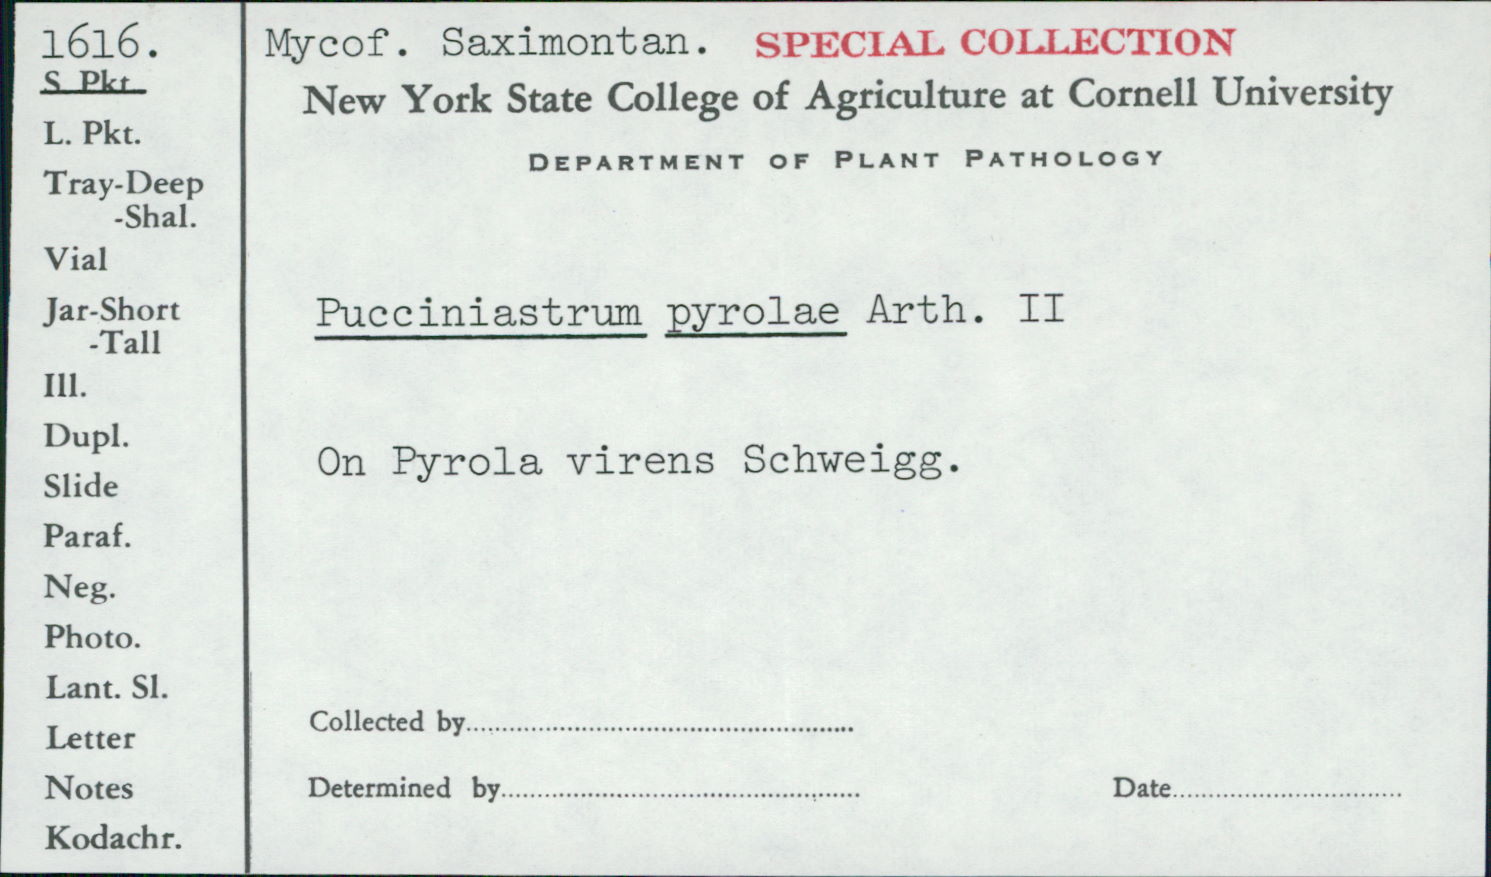 1616.
S. Pkt.
L. Pkt.
Tray-Deep
-Shal.
Vial
Jar-Short
-Tall
Ill.
Dupl.
Slide
Paraf.
Neg.
Photo.
Lant. Sl.
Letter
Notes
Kodachr.
Mycof. Saximontan. SPECIAL COLLECTION
New York State College of Agriculture at Cornell University
DEPARTMENT OF PLANT PATHOLOGY
Pucciniastrum pyrolae Arth. II
On Pyrola virens Schweigg.
Collected by
Determined by
Date